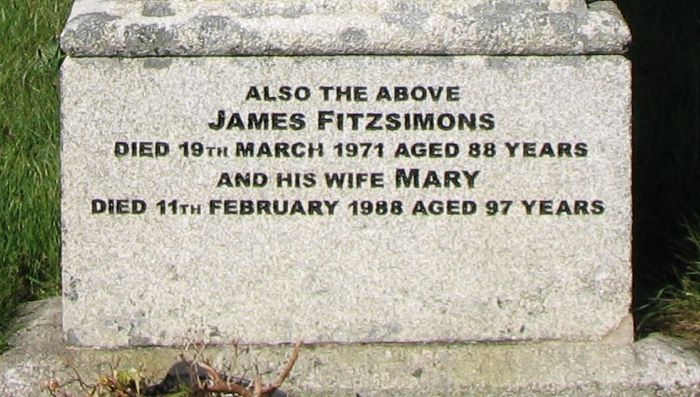 ALSO THE ABOVE
JAMES FITZSIMONS
DIED 19TH MARCH 1971 AGED 88 YEARS
AND HIS WIFE MARY
DIED 11TH FEBRUARY 1988 AGED 97 YEARS